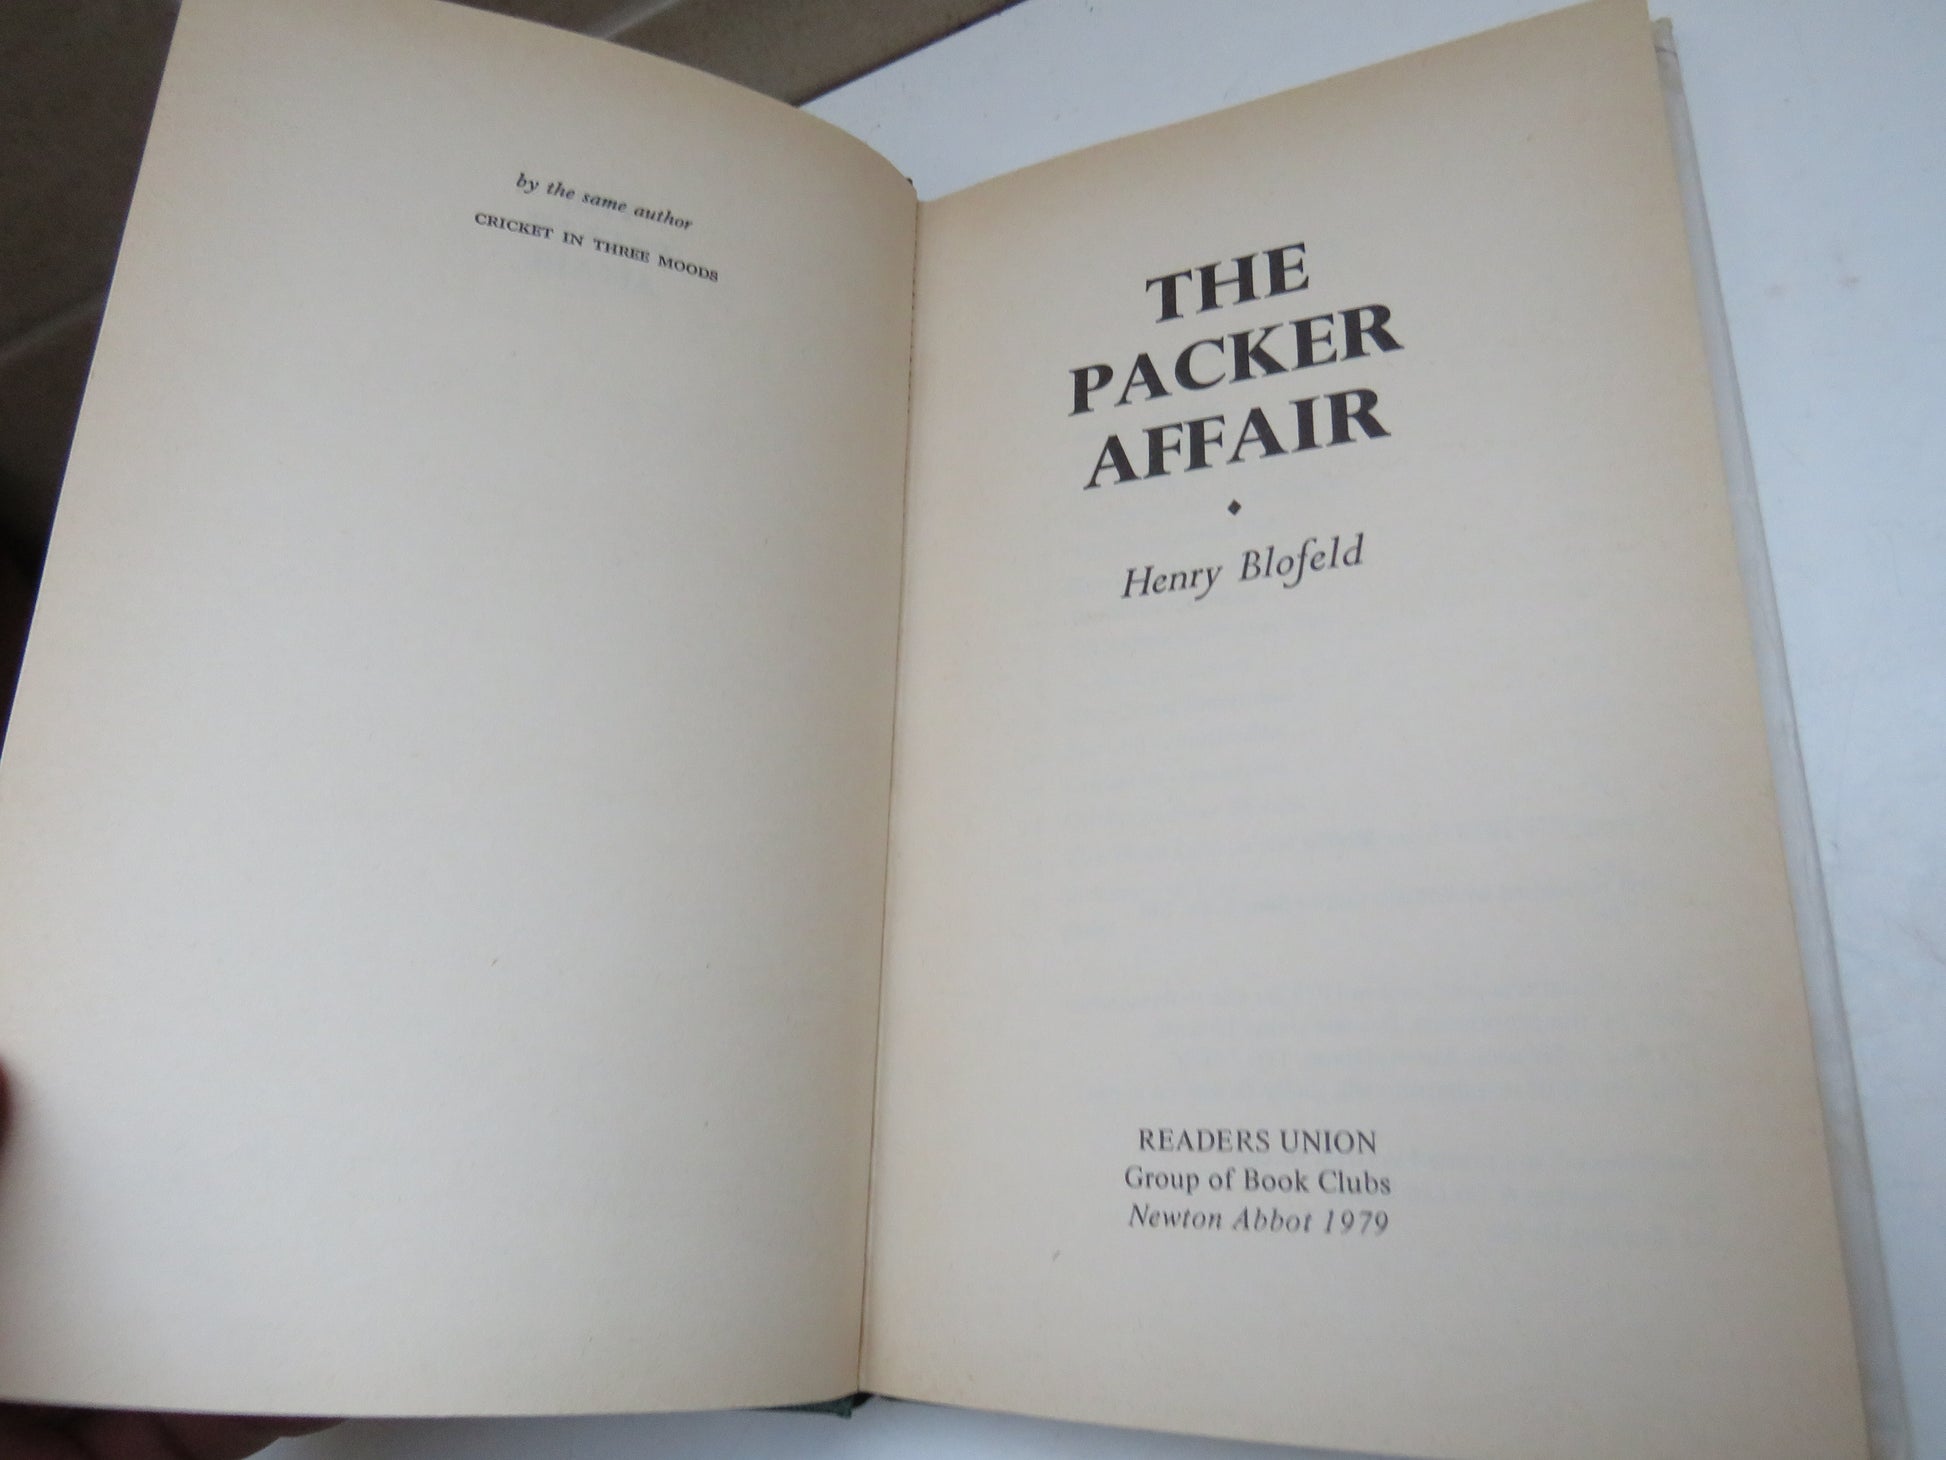 by the same author
CRICKET IN THREE MOODS
THE
PACKER
AFFAIR
Henry Blofeld
READERS UNION
Group of Book Clubs
Newton Abbot 1979